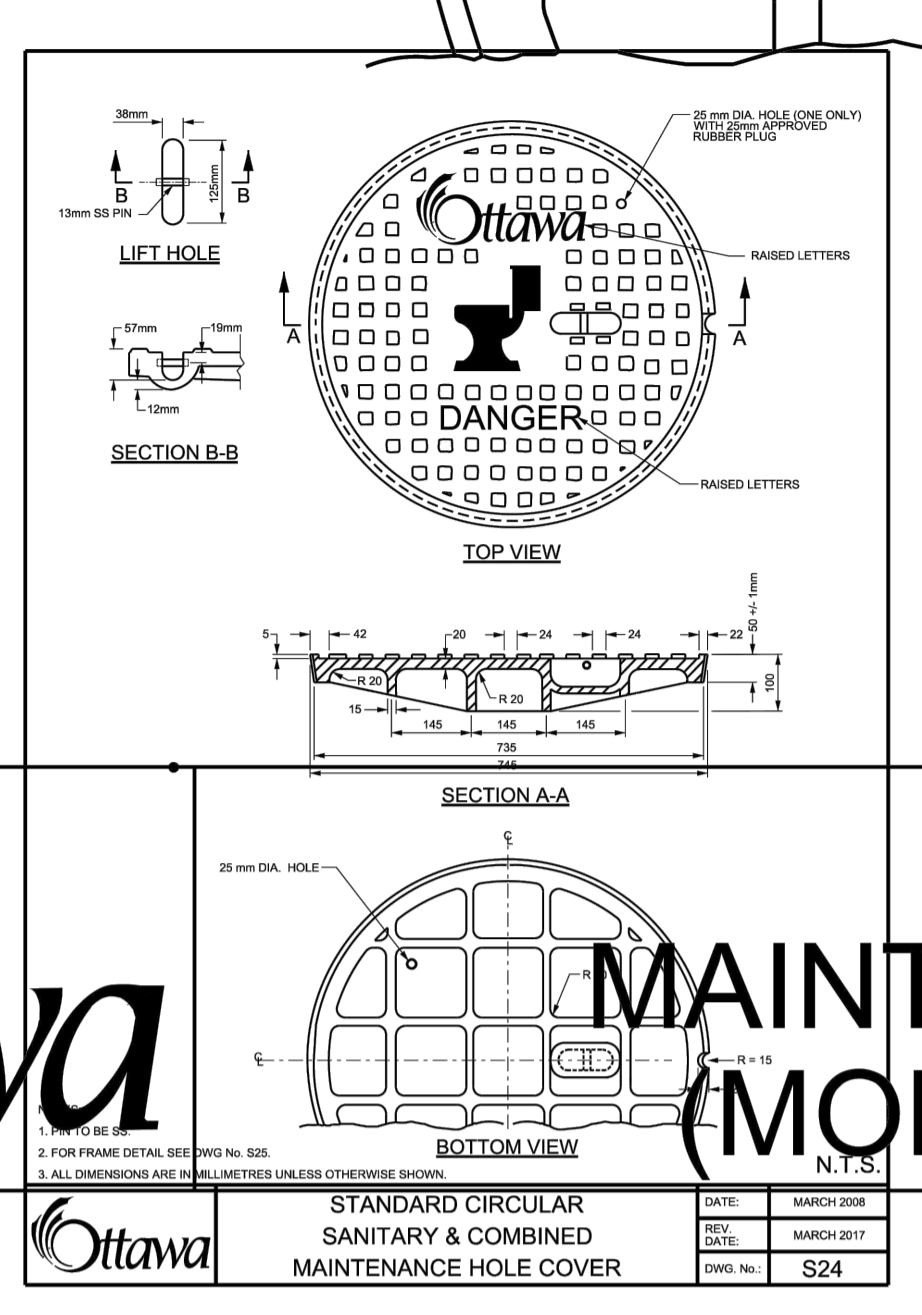 38mm
B
B
125mm
13mm SS PIN
LIFT HOLE
25 mm DIA. HOLE (ONE ONLY)
WITH 25mm APPROVED
RUBBER PLUG
Ottawa
RAISED LETTERS
A
A
57mm
19mm
12mm
SECTION B-B
DANGER
RAISED LETTERS
TOP VIEW
5
42
20
24
24
22
50 +/- 1mm
R 20
R 20
15
100
145
145
145
735
745
SECTION A-A
25 mm DIA. HOLE
MAINT
R = 15
(MOI
wa
BOTTOM VIEW
N.T.S.
1. PIN TO BE SS.
2. FOR FRAME DETAIL SEE DWG No. S25.
3. ALL DIMENSIONS ARE IN MILLIMETRES UNLESS OTHERWISE SHOWN.
Ottawa
STANDARD CIRCULAR
SANITARY & COMBINED
MAINTENANCE HOLE COVER
DATE: MARCH 2008
REV. DATE: MARCH 2017
DWG. No.: S24